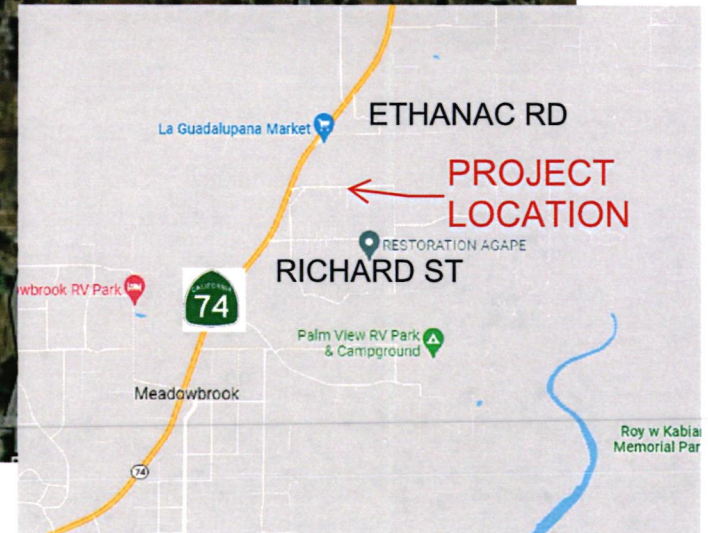 ETHANAC RD
La Guadalupana Market
PROJECT
LOCATION
RESTORATION AGAPE
RICHARD ST
wbrook RV Park
CALIFORNIA
74
Palm View RV Park
& Campground
Meadowbrook
Roy w Kabian
Memorial Par
74